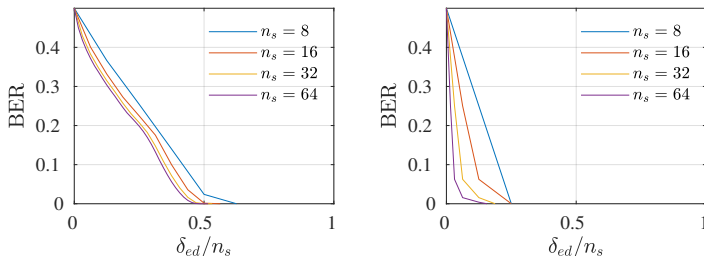 BER
0.4
0.3
0.2
0.1
0
0
0.5
1
δ_ed/n_s
n_s = 8
n_s = 16
n_s = 32
n_s = 64
BER
0.4
0.3
0.2
0.1
0
0
0.5
1
δ_ed/n_s
n_s = 8
n_s = 16
n_s = 32
n_s = 64